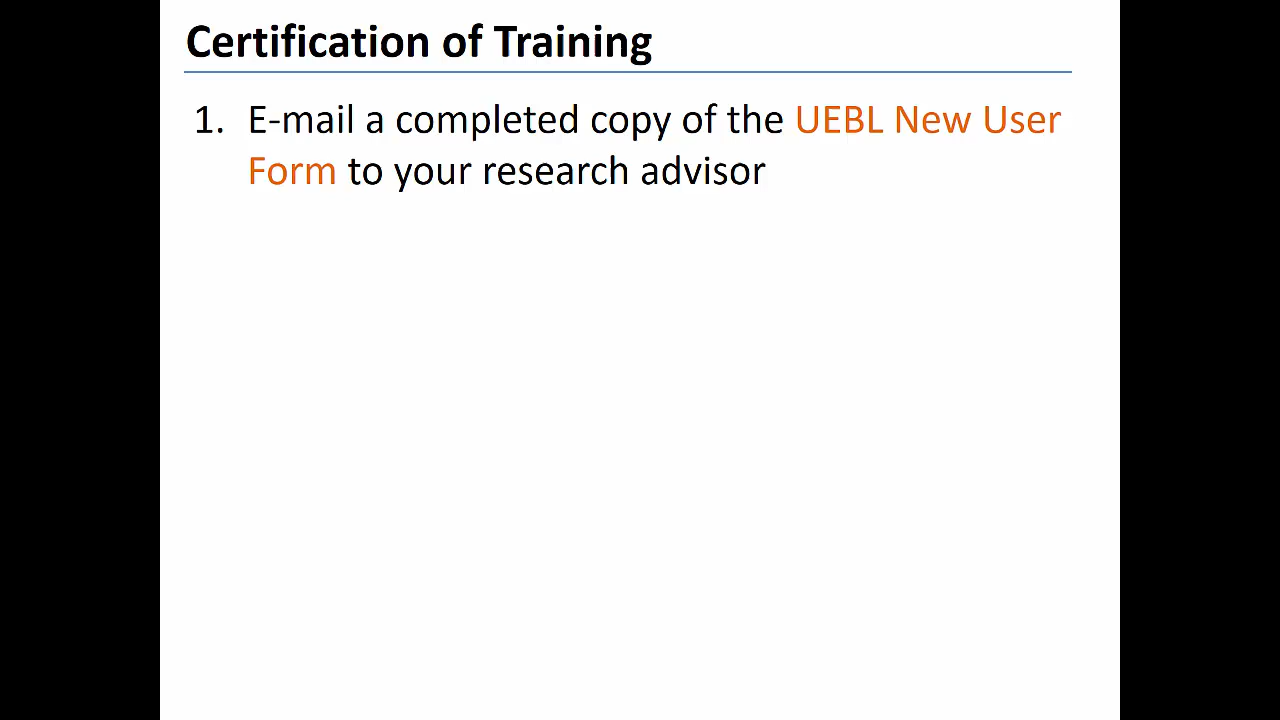 Certification of Training
1. E-mail a completed copy of the UEBL New User
Form to your research advisor